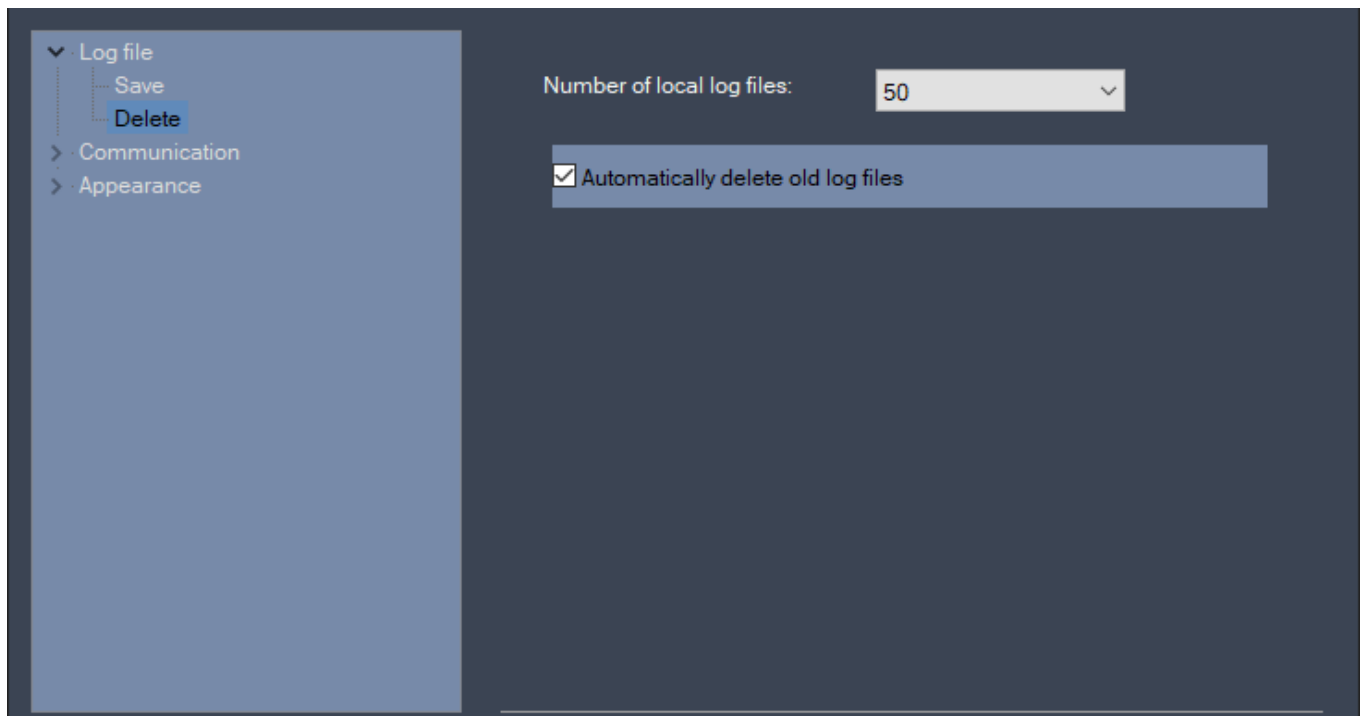 Log file
Save
Delete
Communication
Appearance
Number of local log files:
50
Automatically delete old log files